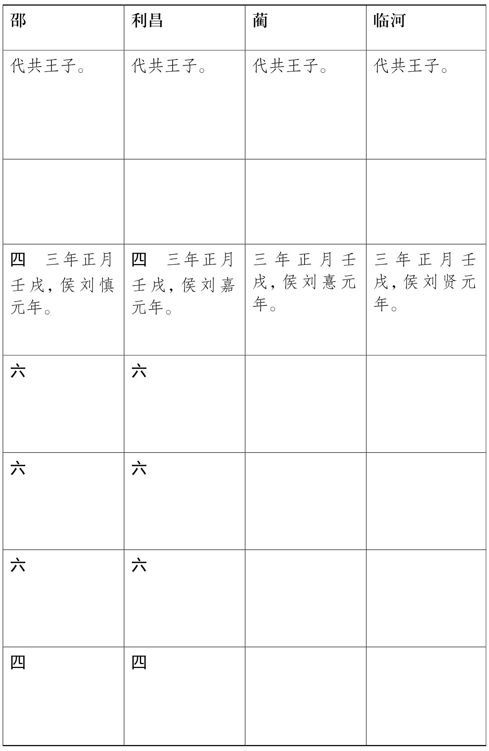 邵
利昌
蔺
临河
代共王子。
代共王子。
代共王子。
代共王子。
四 三年正月
壬戌，侯刘慎
元年。
四 三年正月
壬戌，侯刘嘉
元年。
三年正月壬
戌，侯刘憙元
年。
三年正月壬
戌，侯刘贤元
年。
六
六
六
六
六
六
四
四